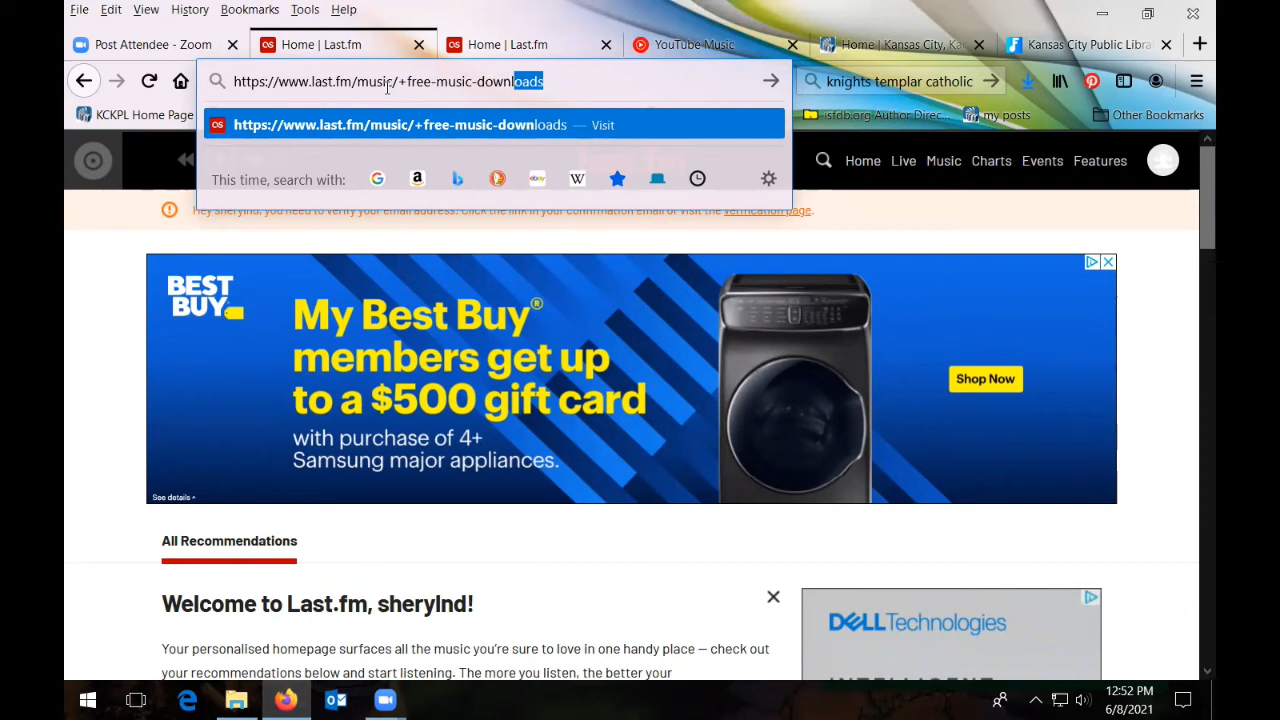 File Edit View History Bookmarks Tools Help
Post Attendee - Zoom
Home | Last.fm
Home | Last.fm
YouTube Music
Home | Kansas City, Ka
Kansas City Public Libra
https://www.last.fm/music/+free-music-downloads
knights templar catholic
KCKPL Home Page
https://www.last.fm/music/+free-music-downloads — Visit
isfdb.org Author Direc...
my posts
Other Bookmarks
This time, search with:
Home Live Music Charts Events Features
Hey sherylnd, you need to verify your email address! Click the link in your confirmation email or visit the verification page.
BEST BUY
My Best Buy®
members get up
to a $500 gift card
with purchase of 4+
Samsung major appliances.
Shop Now
See details ^
All Recommendations
Welcome to Last.fm, sherylnd!
Your personalised homepage surfaces all the music you're sure to love in one handy place – check out
your recommendations below and start listening. The more you listen, the better your
DELL Technologies
12:52 PM
6/8/2021